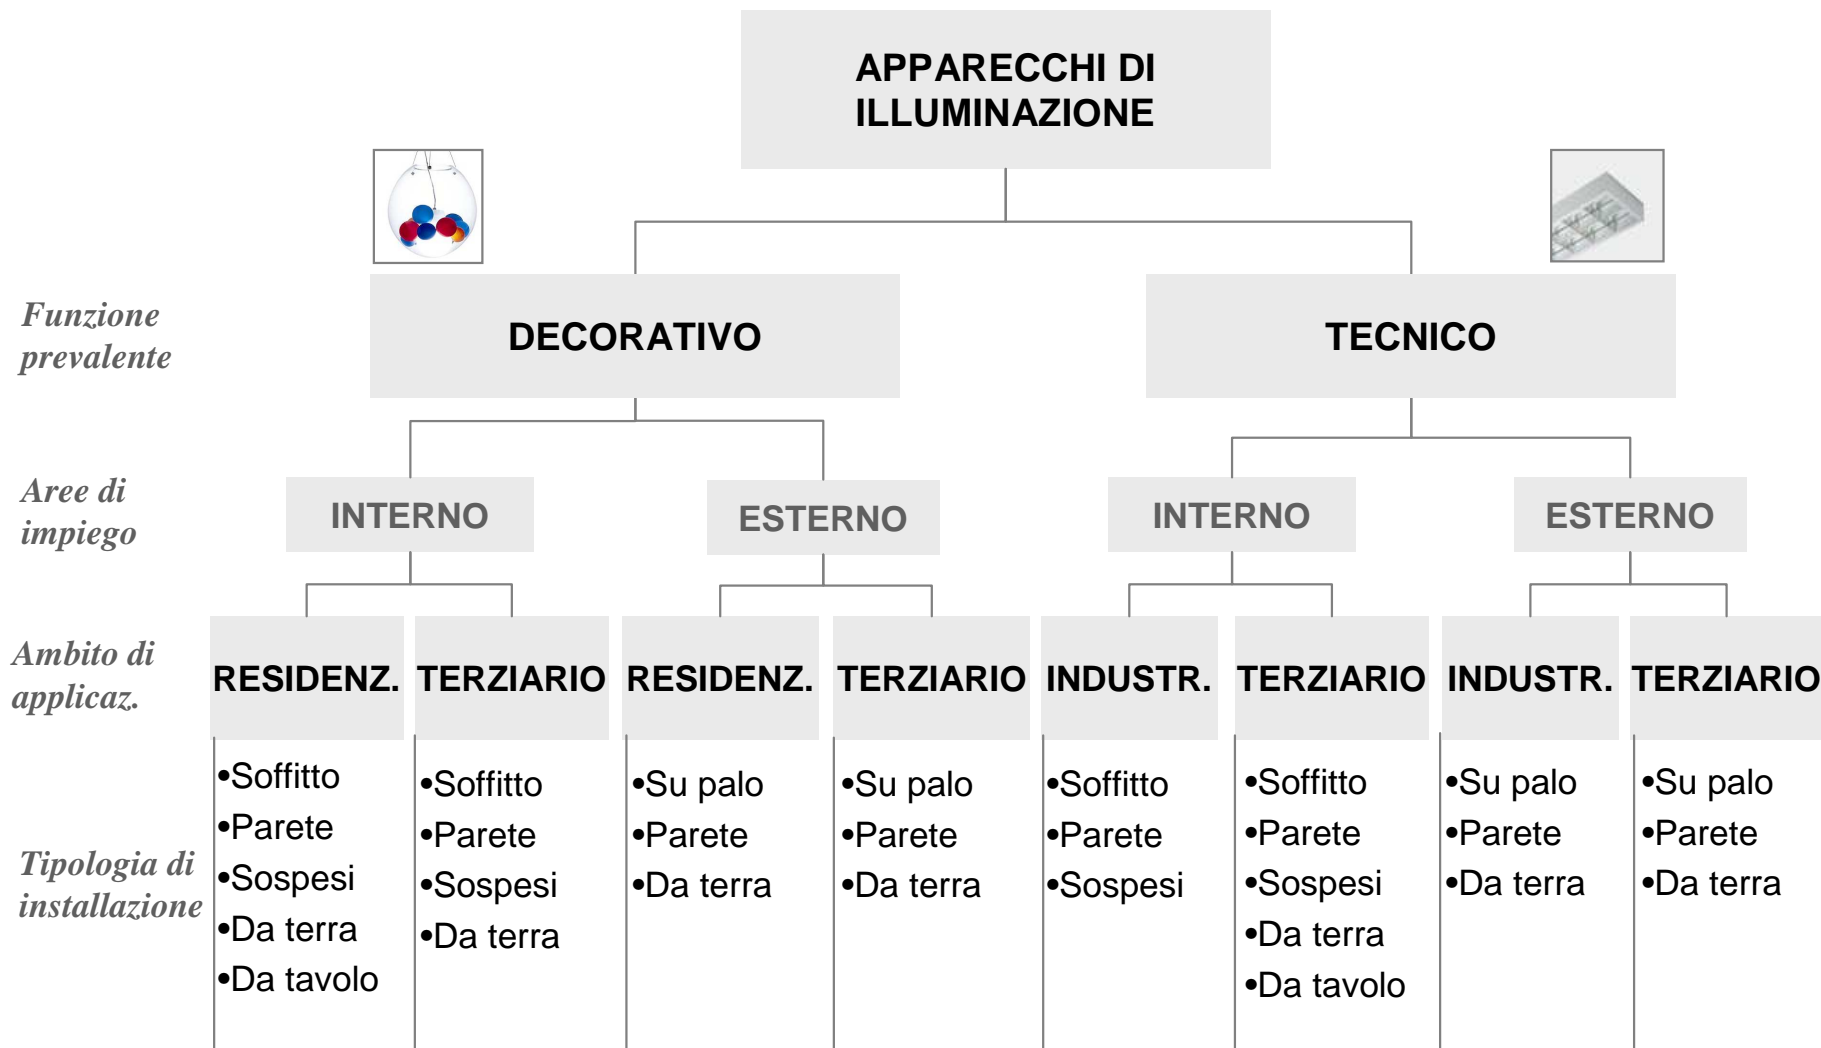 APPARECCHI DI
ILLUMINAZIONE
Funzione
prevalente
DECORATIVO
TECNICO
Aree di
impiego
INTERNO
ESTERNO
INTERNO
ESTERNO
Ambito di
applicaz.
RESIDENZ.
TERZIARIO
RESIDENZ.
TERZIARIO
INDUSTR.
TERZIARIO
INDUSTR.
TERZIARIO
Tipologia di
installazione
•Soffitto
•Parete
•Sospesi
•Da terra
•Da tavolo
•Soffitto
•Parete
•Sospesi
•Da terra
•Su palo
•Parete
•Da terra
•Su palo
•Parete
•Da terra
•Soffitto
•Parete
•Sospesi
•Soffitto
•Parete
•Sospesi
•Da terra
•Da tavolo
•Su palo
•Parete
•Da terra
•Su palo
•Parete
•Da terra